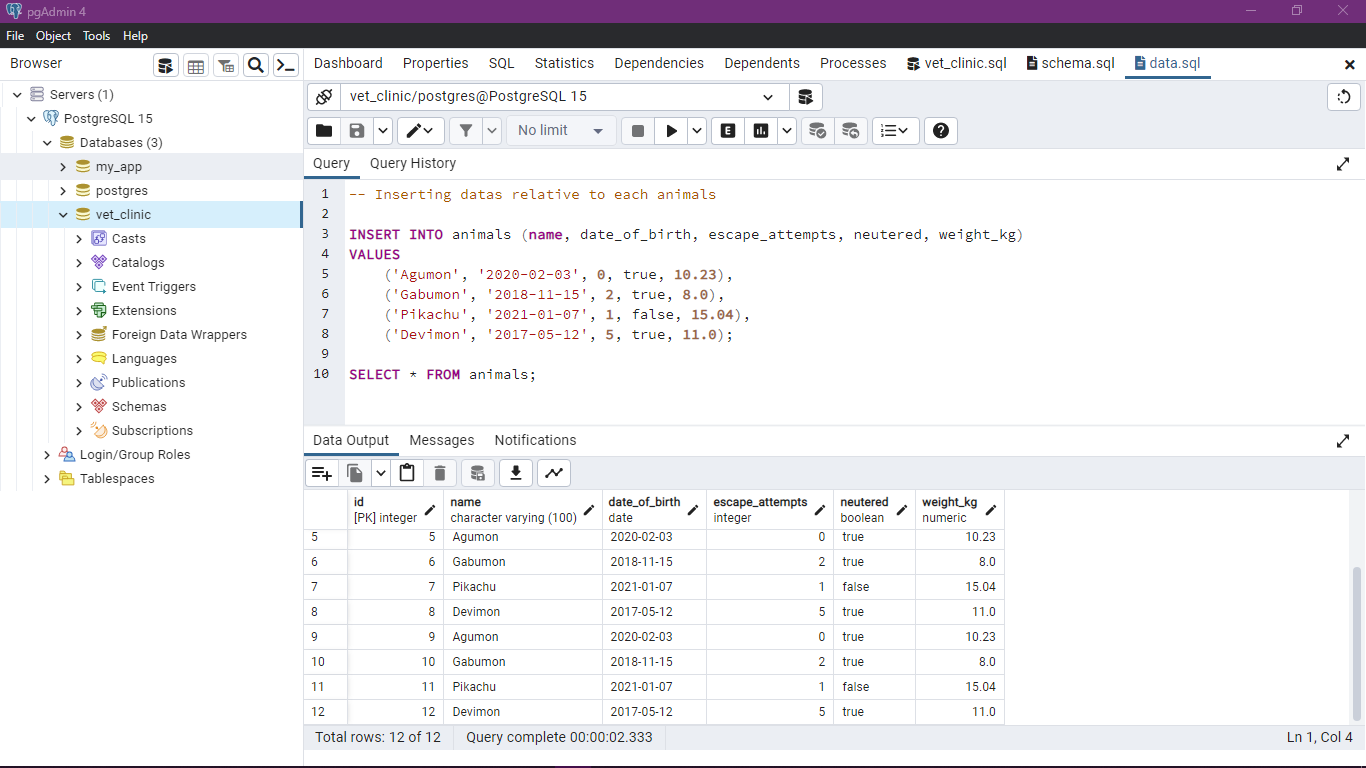 pgAdmin 4
File Object Tools Help
Browser
Dashboard Properties SQL Statistics Dependencies Dependents Processes vet_clinic.sql schema.sql data.sql
Servers (1)
PostgreSQL 15
Databases (3)
my_app
postgres
vet_clinic
Casts
Catalogs
Event Triggers
Extensions
Foreign Data Wrappers
Languages
Publications
Schemas
Subscriptions
Login/Group Roles
Tablespaces
vet_clinic/postgres@PostgreSQL 15
No limit
E
Query Query History
1 -- Inserting datas relative to each animals
2
3 INSERT INTO animals (name, date_of_birth, escape_attempts, neutered, weight_kg)
4 VALUES
5 ('Agumon', '2020-02-03', 0, true, 10.23),
6 ('Gabumon', '2018-11-15', 2, true, 8.0),
7 ('Pikachu', '2021-01-07', 1, false, 15.04),
8 ('Devimon', '2017-05-12', 5, true, 11.0);
9
10 SELECT * FROM animals;
Data Output Messages Notifications
id name date_of_birth escape_attempts neutered weight_kg
[PK] integer character varying (100) date integer boolean numeric
5 5 Agumon 2020-02-03 0 true 10.23
6 6 Gabumon 2018-11-15 2 true 8.0
7 7 Pikachu 2021-01-07 1 false 15.04
8 8 Devimon 2017-05-12 5 true 11.0
9 9 Agumon 2020-02-03 0 true 10.23
10 10 Gabumon 2018-11-15 2 true 8.0
11 11 Pikachu 2021-01-07 1 false 15.04
12 12 Devimon 2017-05-12 5 true 11.0
Total rows: 12 of 12 Query complete 00:00:02.333 Ln 1, Col 4